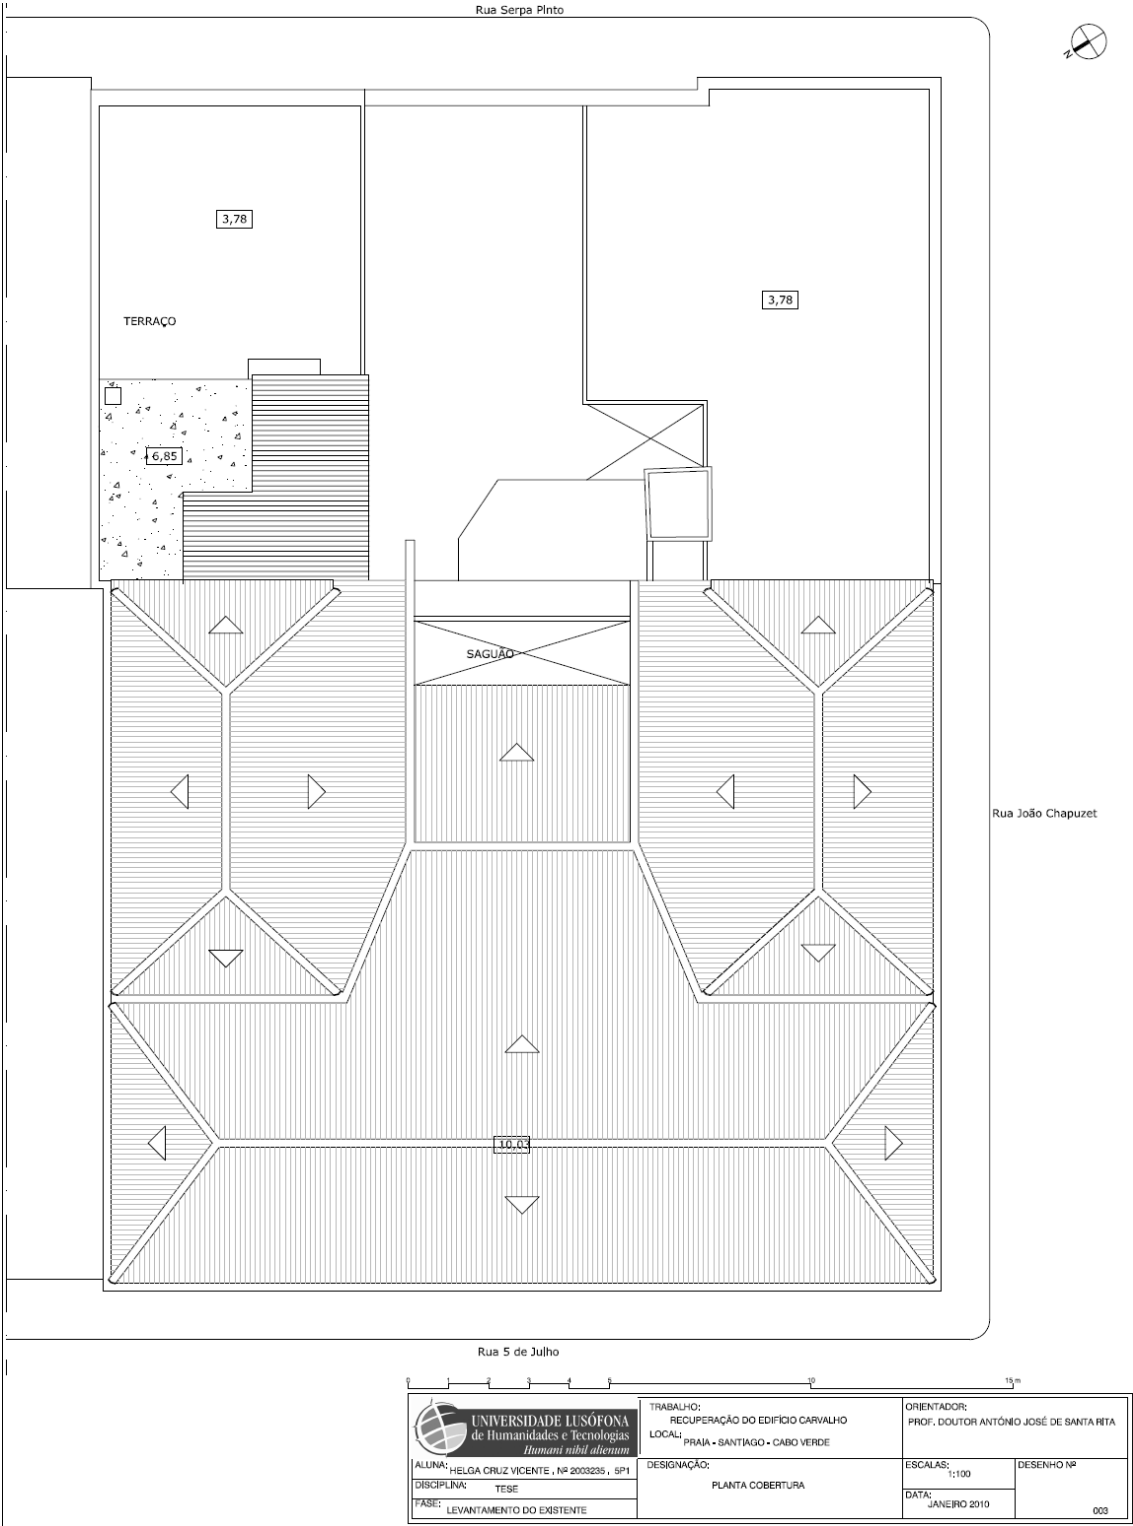 Rua Serpa Pinto
N
3,78
3,78
TERRAÇO
6,85
SAGUÃO
Rua João Chapuzet
10,03
Rua 5 de Julho
0 1 2 3 4 5 10 15 m
UNIVERSIDADE LUSÓFONA
de Humanidades e Tecnologias
Humani nihil alienum
TRABALHO:
RECUPERAÇÃO DO EDIFÍCIO CARVALHO
LOCAL:
PRAIA - SANTIAGO - CABO VERDE
ORIENTADOR:
PROF. DOUTOR ANTÓNIO JOSÉ DE SANTA RITA
ALUNA: HELGA CRUZ VICENTE , Nº 2003235 , 5P1
DISCIPLINA: TESE
FASE: LEVANTAMENTO DO EXISTENTE
DESIGNAÇÃO:
PLANTA COBERTURA
ESCALAS:
1:100
DATA:
JANEIRO 2010
DESENHO Nº
003